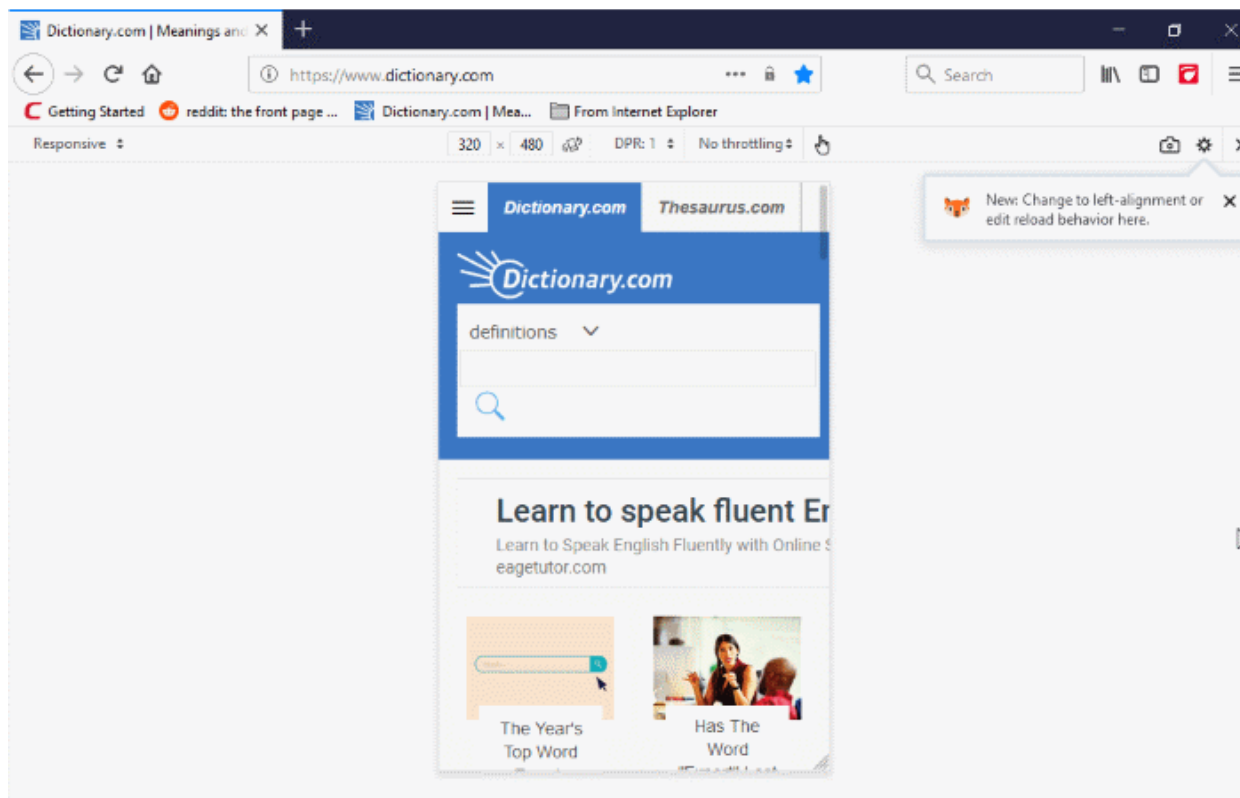 Dictionary.com | Meanings and
https://www.dictionary.com
Search
Getting Started reddit: the front page ... Dictionary.com | Mea... From Internet Explorer
Responsive 320 × 480 DPR: 1 No throttling
New: Change to left-alignment or
edit reload behavior here.
Dictionary.com Thesaurus.com
Dictionary.com
definitions
Learn to speak fluent En
Learn to Speak English Fluently with Online S
eagetutor.com
The Year's
Top Word
Has The
Word